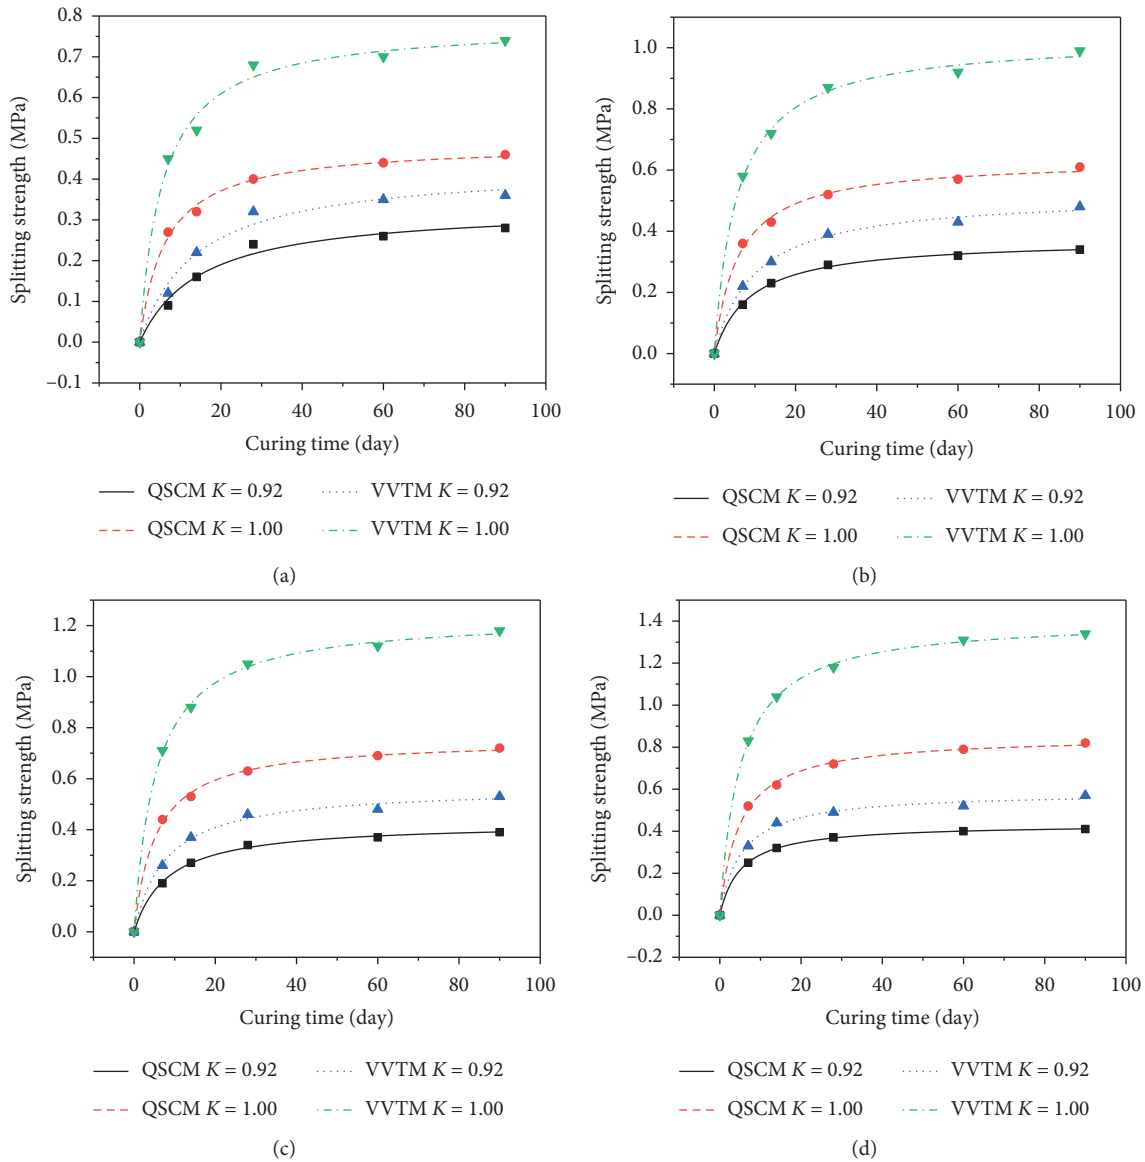 0.8
0.7
0.6
0.5
0.4
0.3
0.2
0.1
0.0
–0.1
Splitting strength (MPa)
0 20 40 60 80 100
Curing time (day)
QSCM K = 0.92 VVTM K = 0.92
QSCM K = 1.00 VVTM K = 1.00
(a)
1.0
0.8
0.6
0.4
0.2
0.0
Splitting strength (MPa)
0 20 40 60 80 100
Curing time (day)
QSCM K = 0.92 VVTM K = 0.92
QSCM K = 1.00 VVTM K = 1.00
(b)
1.2
1.0
0.8
0.6
0.4
0.2
0.0
Splitting strength (MPa)
0 20 40 60 80 100
Curing time (day)
QSCM K = 0.92 VVTM K = 0.92
QSCM K = 1.00 VVTM K = 1.00
(c)
1.4
1.2
1.0
0.8
0.6
0.4
0.2
0.0
–0.2
Splitting strength (MPa)
0 20 40 60 80 100
Curing time (day)
QSCM K = 0.92 VVTM K = 0.92
QSCM K = 1.00 VVTM K = 1.00
(d)